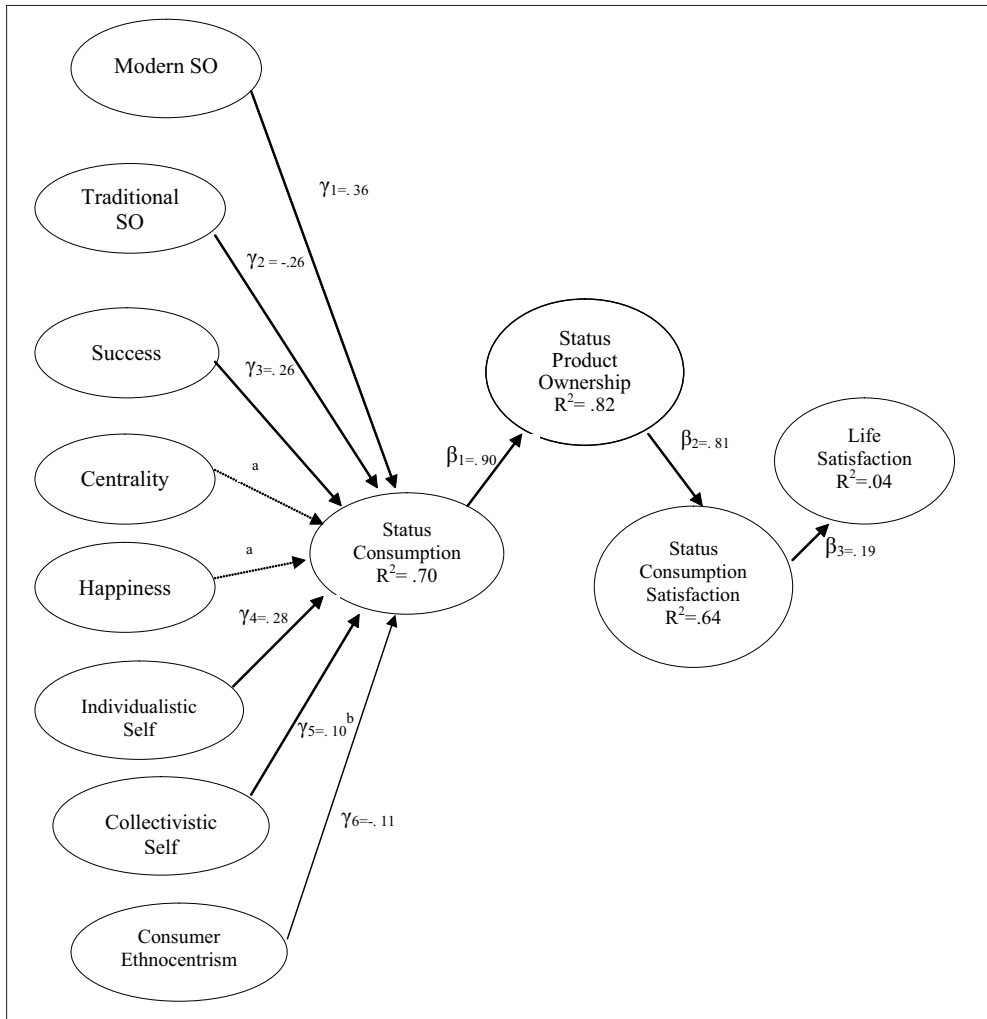 Modern SO
γ1=. 36
Traditional
SO
γ2 = -.26
Success
γ3=. 26
Centrality
a
Happiness
a
Individualistic
Self
γ4=. 28
Collectivistic
Self
γ5=. 10b
Consumer
Ethnocentrism
γ6=-. 11
Status
Consumption
R2= .70
β1=. 90
Status
Product
Ownership
R2= .82
β2=. 81
Status
Consumption
Satisfaction
R2=.64
β3=. 19
Life
Satisfaction
R2=.04